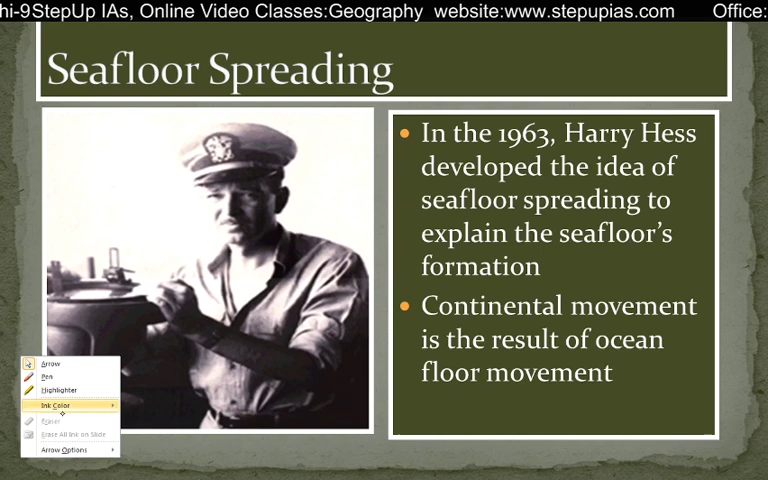 hi-9StepUp IAs, Online Video Classes:Geography website:www.stepupias.com Office:
Seafloor Spreading
• In the 1963, Harry Hess
developed the idea of
seafloor spreading to
explain the seafloor's
formation
• Continental movement
is the result of ocean
floor movement
Arrow
Pen
Highlighter
Ink Color
Eraser
Erase All Ink on Slide
Arrow Options